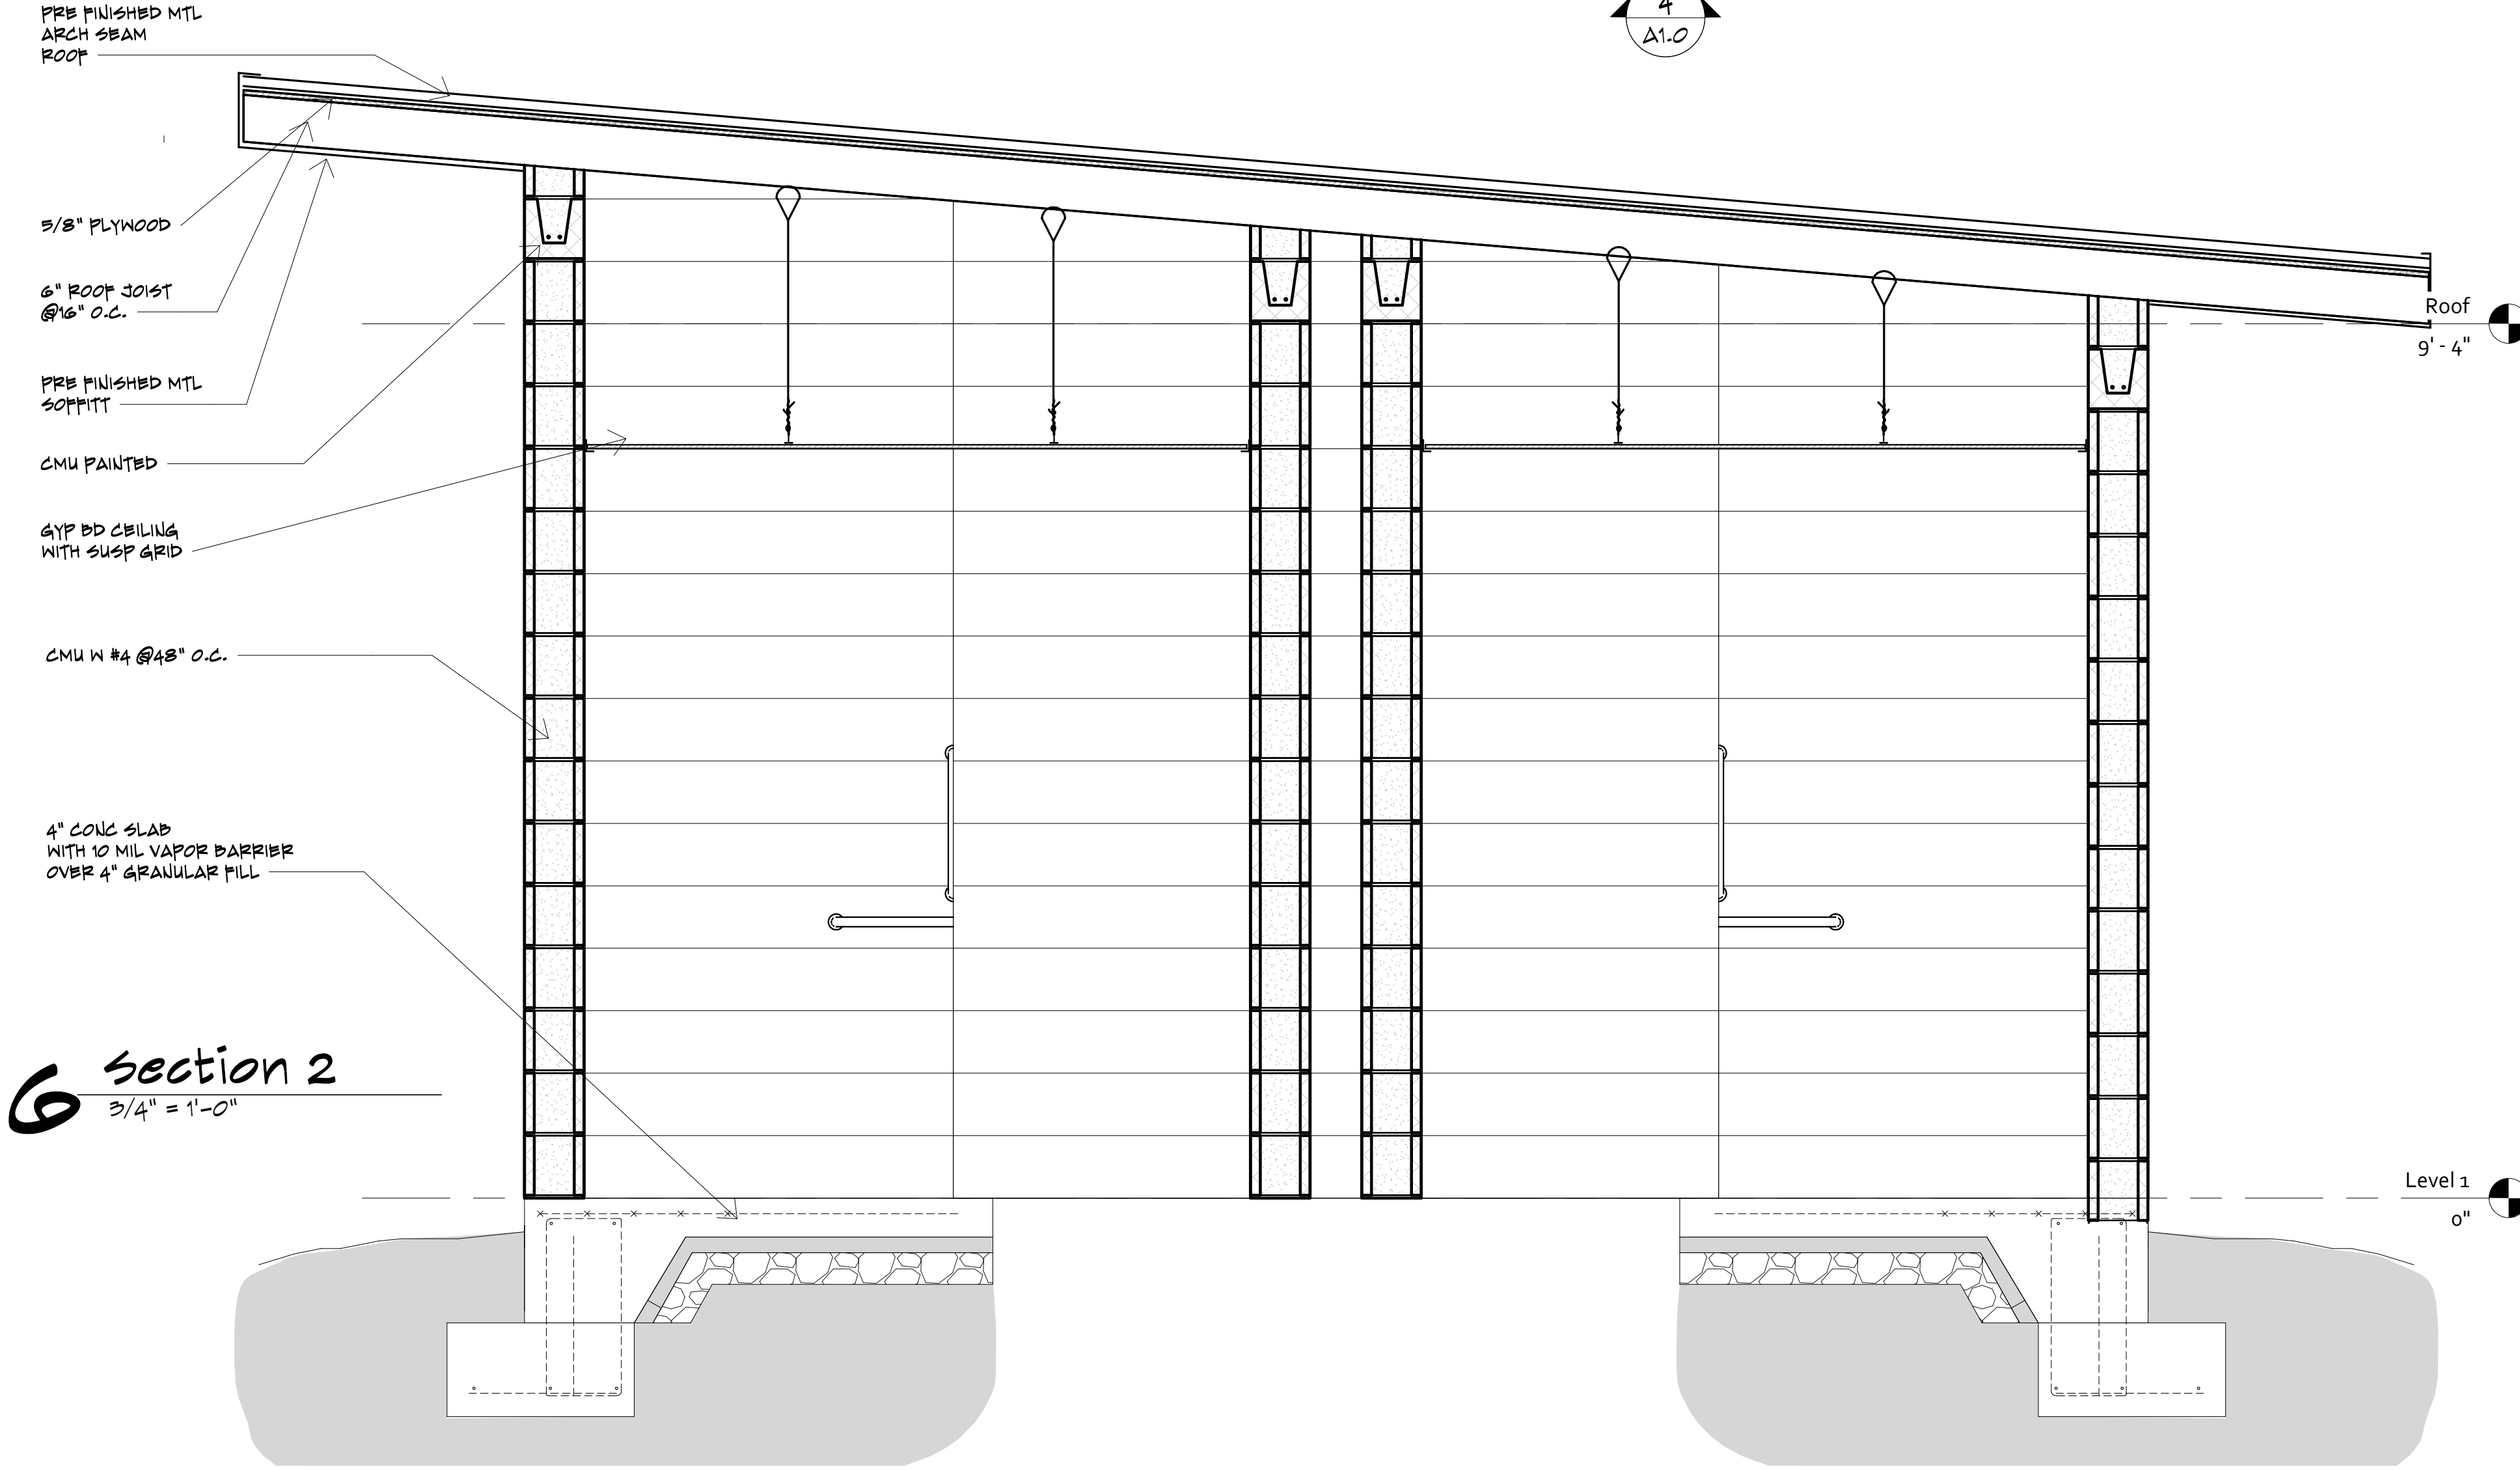 PRE FINISHED MTL
ARCH SEAM
ROOF
4
A1.0
5/8" PLYWOOD
6" ROOF JOIST
@16" O.C.
Roof
9' - 4"
PRE FINISHED MTL
SOFFITT
CMU PAINTED
GYP BD CEILING
WITH SUSP GRID
CMU W #4 @48" O.C.
4" CONC SLAB
WITH 10 MIL VAPOR BARRIER
OVER 4" GRANULAR FILL
6 Section 2
3/4" = 1'-0"
Level 1
0"